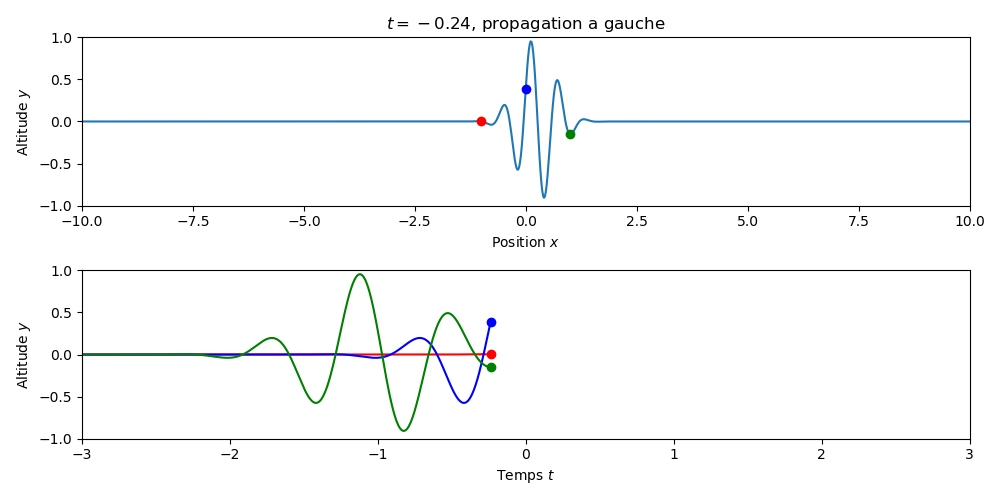 t = −0.24, propagation a gauche
1.0
0.5
0.0
−0.5
−1.0
Altitude y
−10.0 −7.5 −5.0 −2.5 0.0 2.5 5.0 7.5 10.0
Position x
1.0
0.5
0.0
−0.5
−1.0
Altitude y
−3 −2 −1 0 1 2 3
Temps t